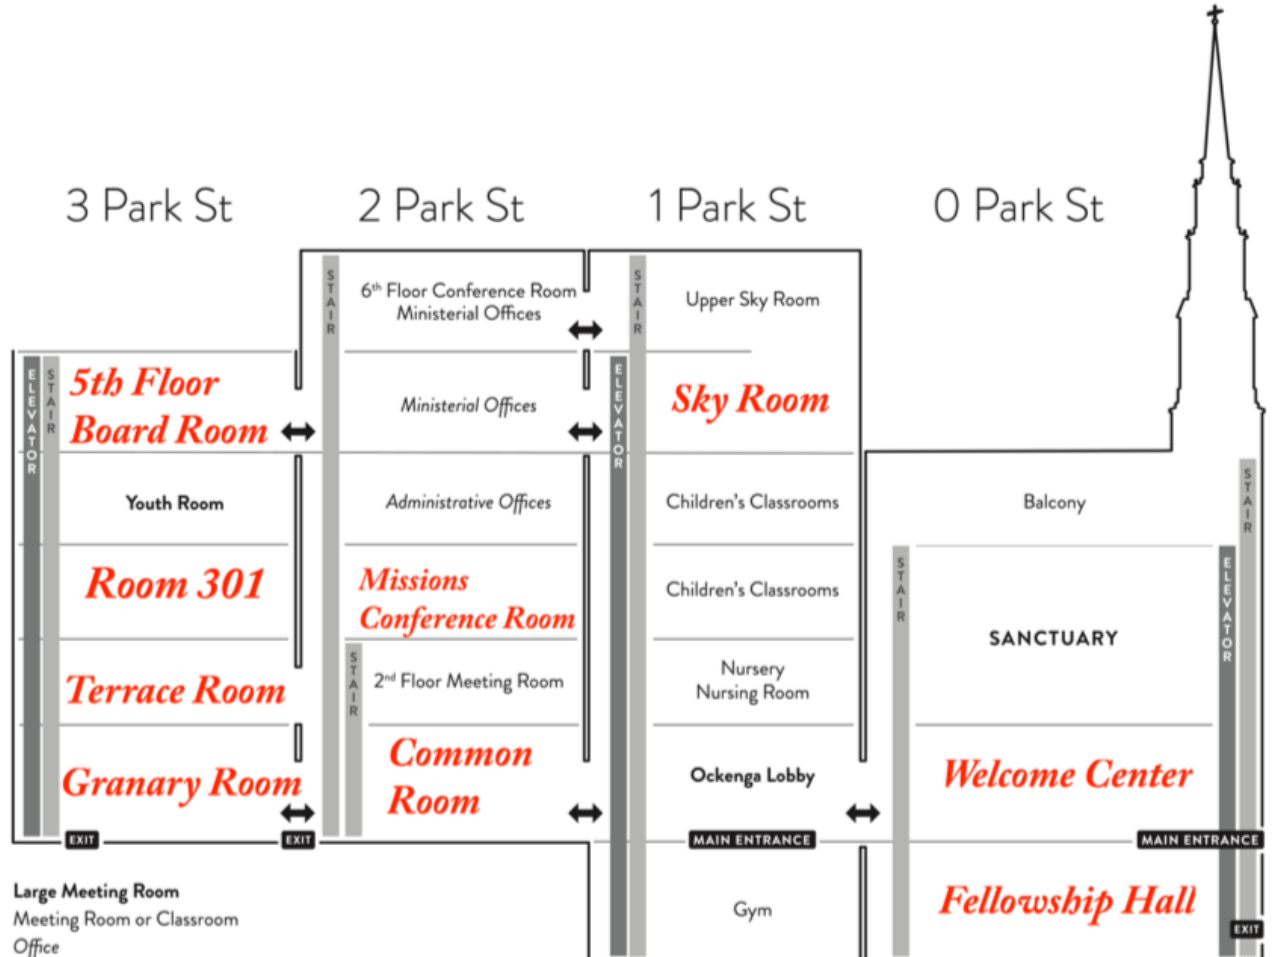 3 Park St
2 Park St
1 Park St
0 Park St
STAIR
6th Floor Conference Room
Ministerial Offices
STAIR
Upper Sky Room
ELEVATOR
STAIR
5th Floor
Board Room
Ministerial Offices
ELEVATOR
Sky Room
Youth Room
Administrative Offices
Children's Classrooms
Balcony
STAIR
Room 301
Missions
Conference Room
Children's Classrooms
STAIR
SANCTUARY
ELEVATOR
Terrace Room
STAIR
2nd Floor Meeting Room
Nursery
Nursing Room
Granary Room
Common
Room
Ockenga Lobby
Welcome Center
EXIT
EXIT
MAIN ENTRANCE
MAIN ENTRANCE
Large Meeting Room
Meeting Room or Classroom
Office
Gym
Fellowship Hall
EXIT